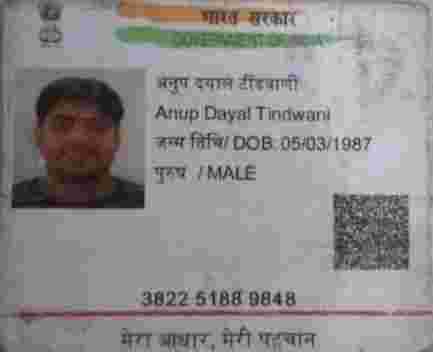 भारत सरकार
GOVERNMENT OF INDIA
अनुप दयाल टींडवाणी
Anup Dayal Tindwani
जन्म तिथि/ DOB: 05/03/1987
पुरुष / MALE
3822 5188 9848
मेरा आधार, मेरी पहचान